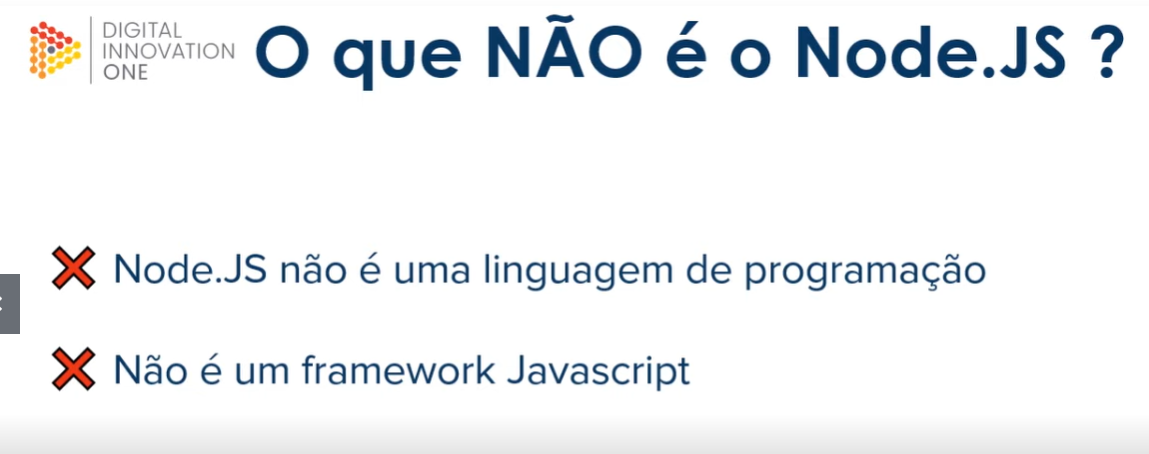 DIGITAL
INNOVATION
ONE
O que NÃO é o Node.JS ?
Node.JS não é uma linguagem de programação
Não é um framework Javascript